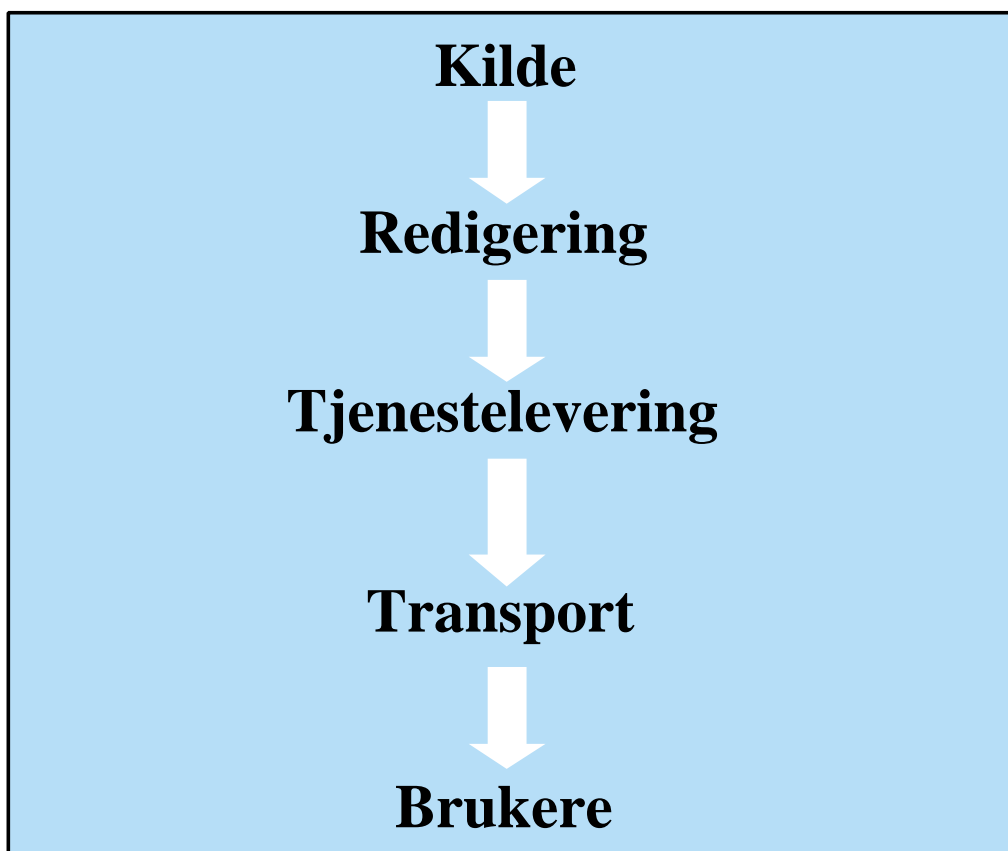 Kilde
Redigering
Tjenestelevering
Transport
Brukere